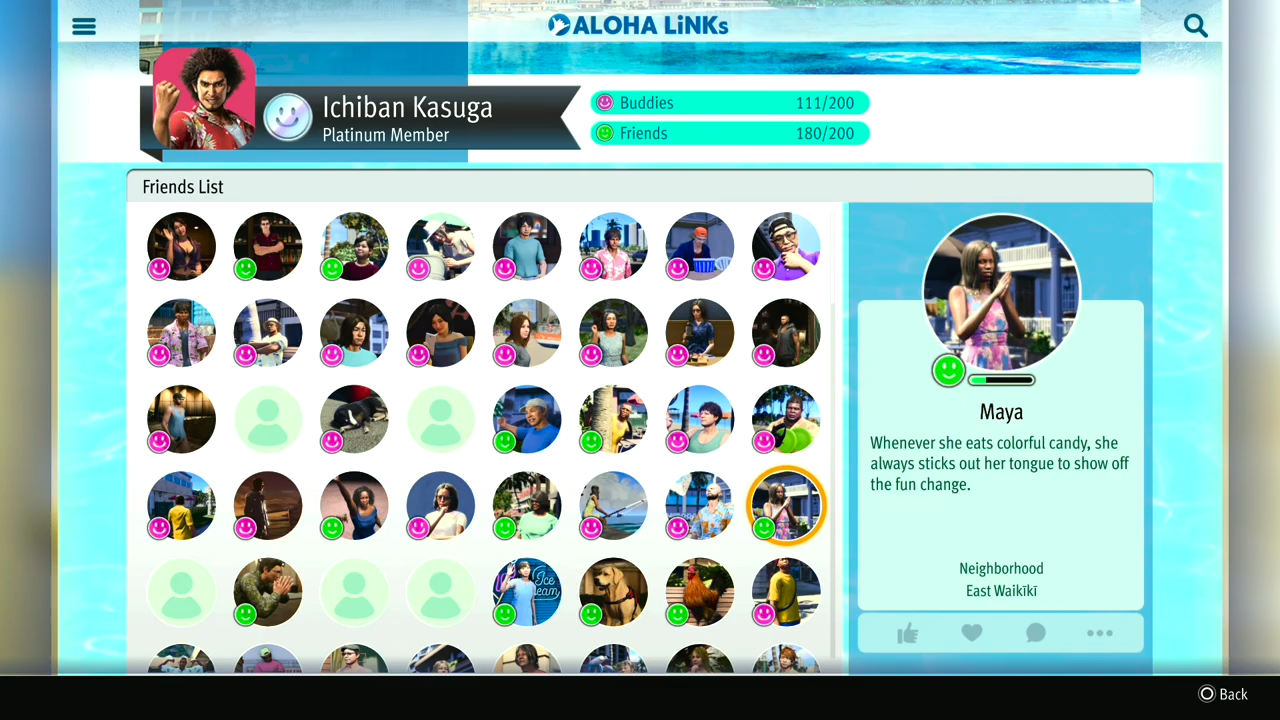 ALOHA LiNKs
Ichiban Kasuga
Platinum Member
Buddies 111/200
Friends 180/200
Friends List
Maya
Whenever she eats colorful candy, she
always sticks out her tongue to show off
the fun change.
Neighborhood
East Waikīkī
Ice
Back